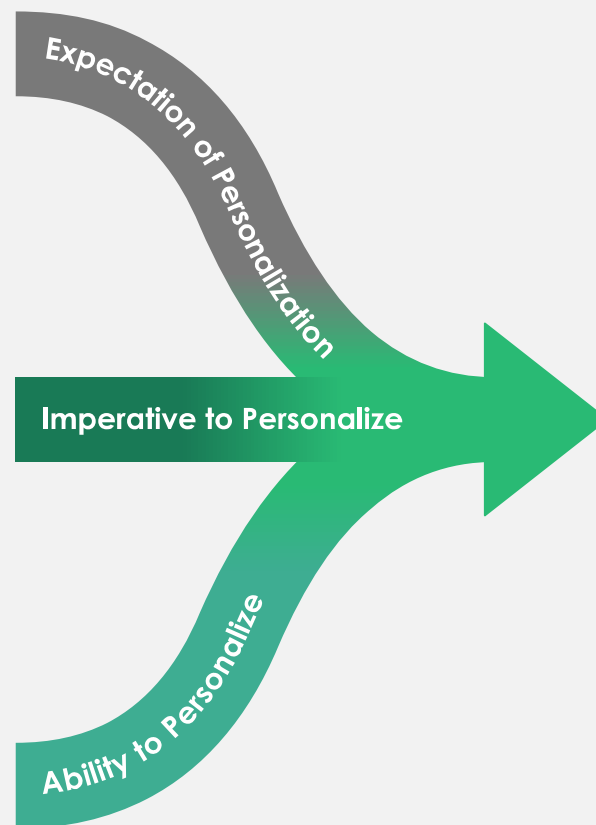 Expectation of Personalization
Imperative to Personalize
Ability to Personalize